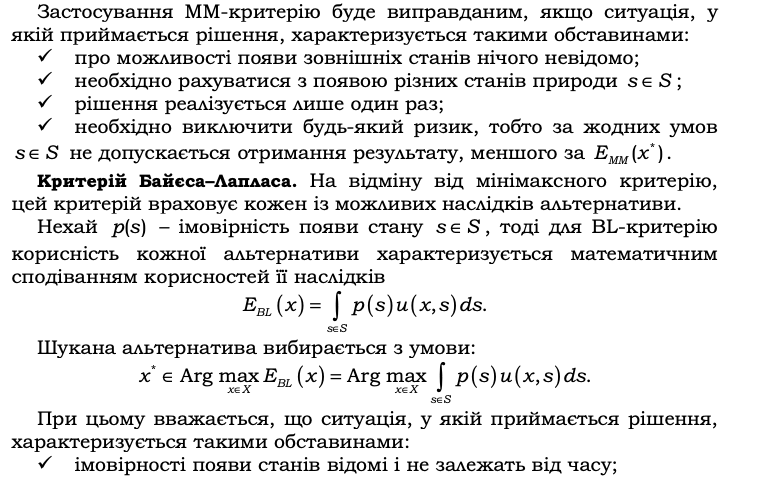 Застосування ММ-критерію буде виправданим, якщо ситуація, у
якій приймається рішення, характеризується такими обставинами:
✓ про можливості появи зовнішніх станів нічого невідомо;
✓ необхідно рахуватися з появою різних станів природи s ∈ S;
✓ рішення реалізується лише один раз;
✓ необхідно виключити будь-який ризик, тобто за жодних умов
s ∈ S не допускається отримання результату, меншого за E_MM(x*).
Критерій Байєса–Лапласа. На відміну від мінімаксного критерію,
цей критерій враховує кожен із можливих наслідків альтернативи.
Нехай p(s) – імовірність появи стану s ∈ S, тоді для BL-критерію
корисність кожної альтернативи характеризується математичним
сподіванням корисностей її наслідків
E_BL(x) = ∫_{s∈S} p(s)u(x,s)ds.
Шукана альтернатива вибирається з умови:
x* ∈ Arg max_{x∈X} E_BL(x) = Arg max_{x∈X} ∫_{s∈S} p(s)u(x,s)ds.
При цьому вважається, що ситуація, у якій приймається рішення,
характеризується такими обставинами:
✓ імовірності появи станів відомі і не залежать від часу;